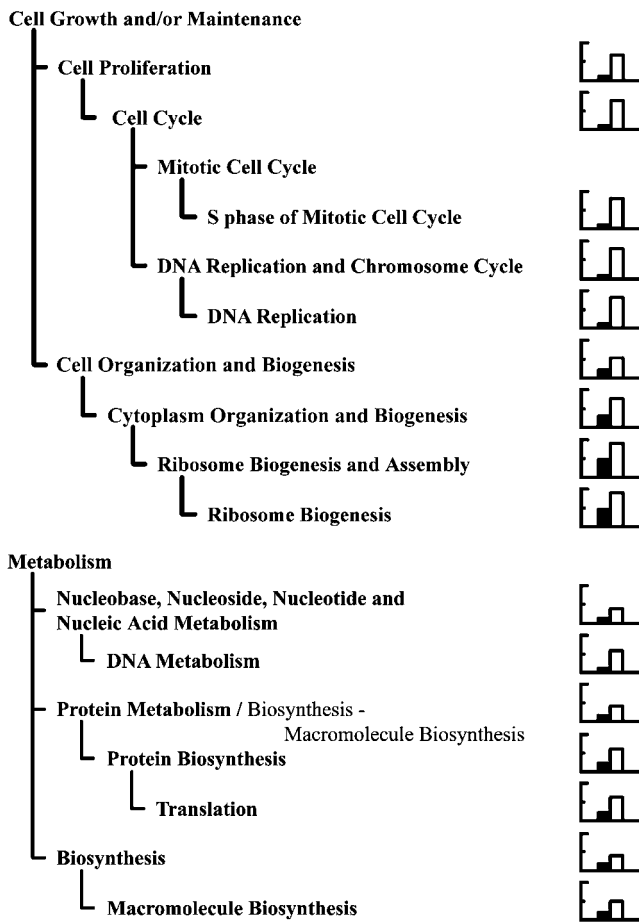 Cell Growth and/or Maintenance
Cell Proliferation
Cell Cycle
Mitotic Cell Cycle
S phase of Mitotic Cell Cycle
DNA Replication and Chromosome Cycle
DNA Replication
Cell Organization and Biogenesis
Cytoplasm Organization and Biogenesis
Ribosome Biogenesis and Assembly
Ribosome Biogenesis
Metabolism
Nucleobase, Nucleoside, Nucleotide and
Nucleic Acid Metabolism
DNA Metabolism
Protein Metabolism / Biosynthesis -
Macromolecule Biosynthesis
Protein Biosynthesis
Translation
Biosynthesis
Macromolecule Biosynthesis